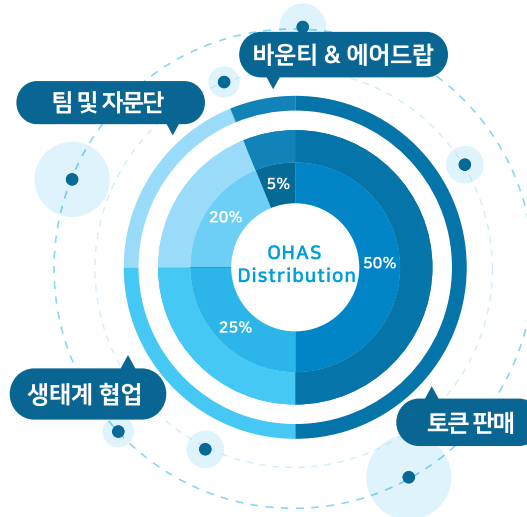 바운티 & 에어드랍
팀 및 자문단
5%
20%
OHAS
Distribution
50%
25%
생태계 협업
토큰 판매